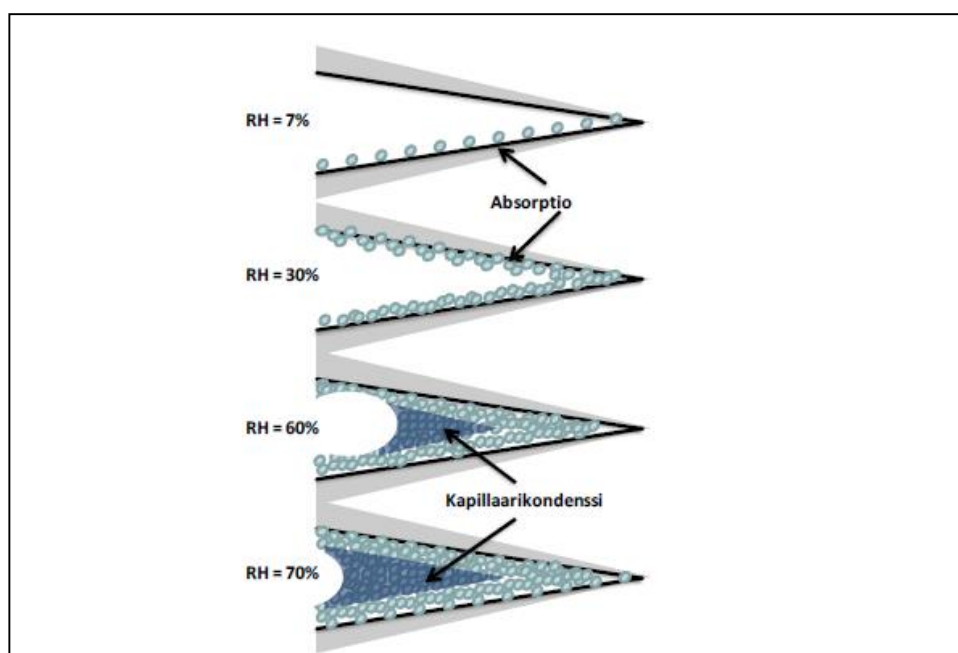 RH = 7%
Absorptio
RH = 30%
RH = 60%
Kapillaarikondenssi
RH = 70%